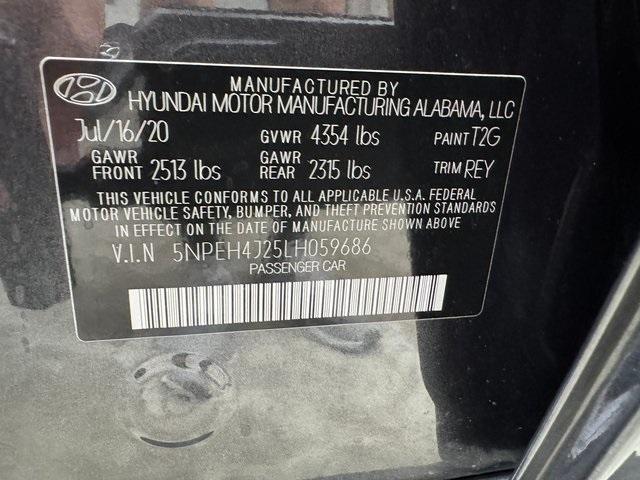 MANUFACTURED BY
HYUNDAI MOTOR MANUFACTURING ALABAMA, LLC
Jul/16/20 GVWR 4354 lbs PAINT T2G
GAWR FRONT 2513 lbs GAWR REAR 2315 lbs TRIM REY
THIS VEHICLE CONFORMS TO ALL APPLICABLE U.S.A. FEDERAL
MOTOR VEHICLE SAFETY, BUMPER, AND THEFT PREVENTION STANDARDS
IN EFFECT ON THE DATE OF MANUFACTURE SHOWN ABOVE
V.I.N 5NPEH4J25LH059686
PASSENGER CAR